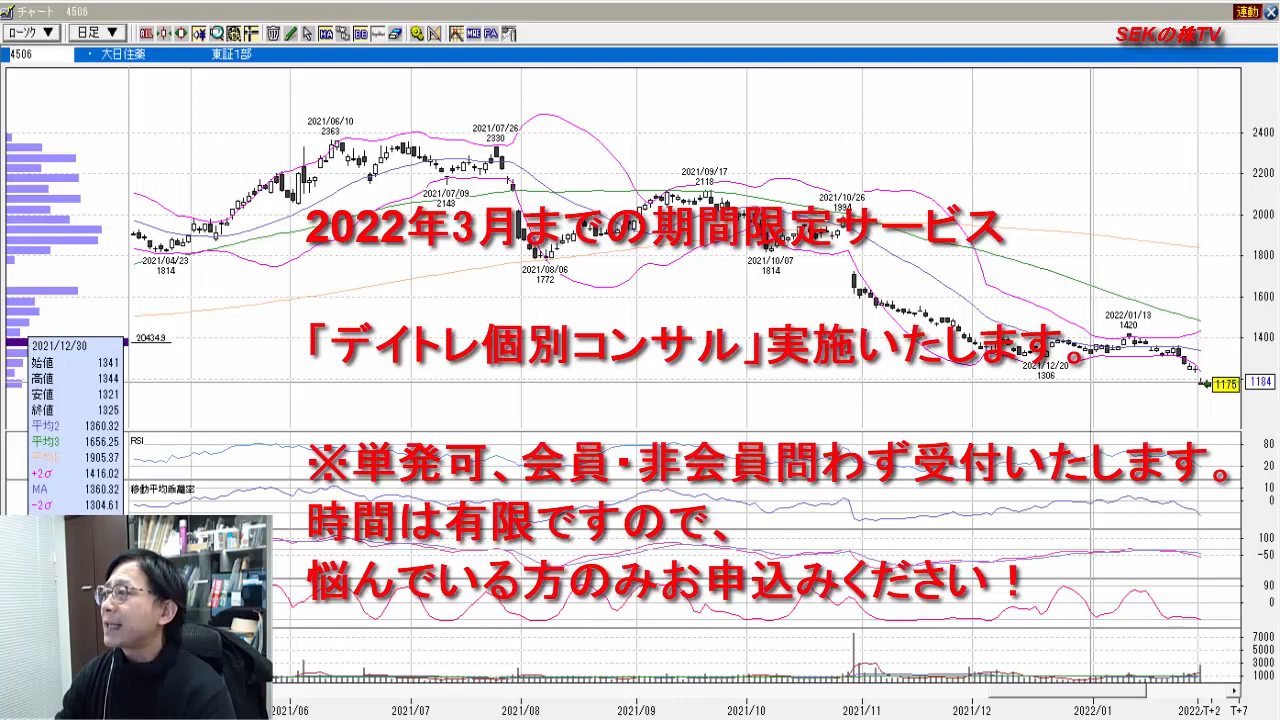 チャート 4506
連動
ローソク ▼ 日足 ▼
SEKの株TV
4506 ・ 大日住薬 東証1部
2021/06/10
2363
2021/07/26
2330
2400
2200
2021/09/17
2118
2021/07/09
2148
2021/10/26
1994
2000
2022年3月までの期間限定サービス
2021/04/23
1814
2021/08/06
1772
2021/10/07
1814
1800
1600
2022/01/13
1420
20434.9
1400
「デイトレ個別コンサル」実施いたします。
2021/12/20
1306
1175
1184
2021/12/30
始値 1341
高値 1344
安値 1321
終値 1325
平均2 1360.32
平均3 1656.25
平均5 1905.37
+2σ 1416.02
MA 1360.32
-2σ 1304.61
RSI
80
20
※単発可、会員・非会員問わず受付いたします。
移動平均乖離率
10
0
時間は有限ですので、
100
-50
悩んでいる方のみお申込みください！
90
0
7000
5000
3000
1000
2021/06 2021/07 2021/08 2021/09 2021/10 2021/11 2021/12 2022/01 2022/T+2 T+7